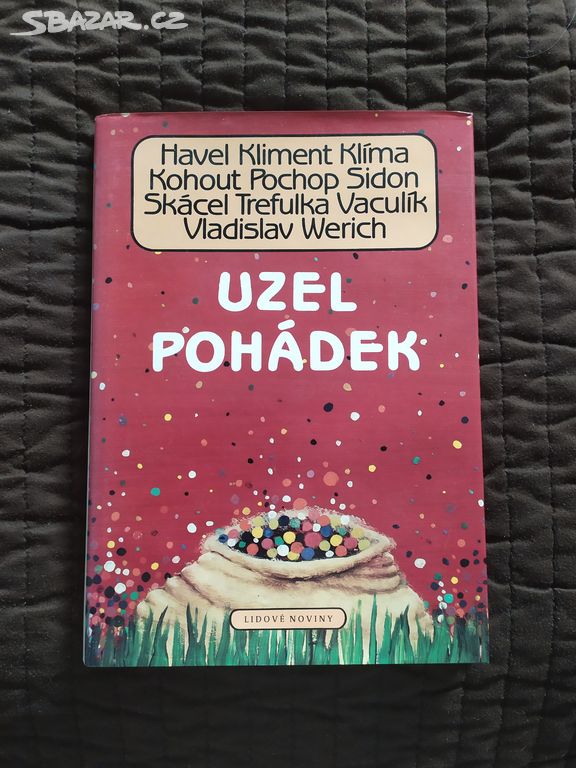 SBAZAR.CZ
Havel Kliment Klíma
Kohout Pochop Sidon
Skácel Trefulka Vaculík
Vladislav Werich
UZEL
POHÁDEK
LIDOVÉ NOVINY